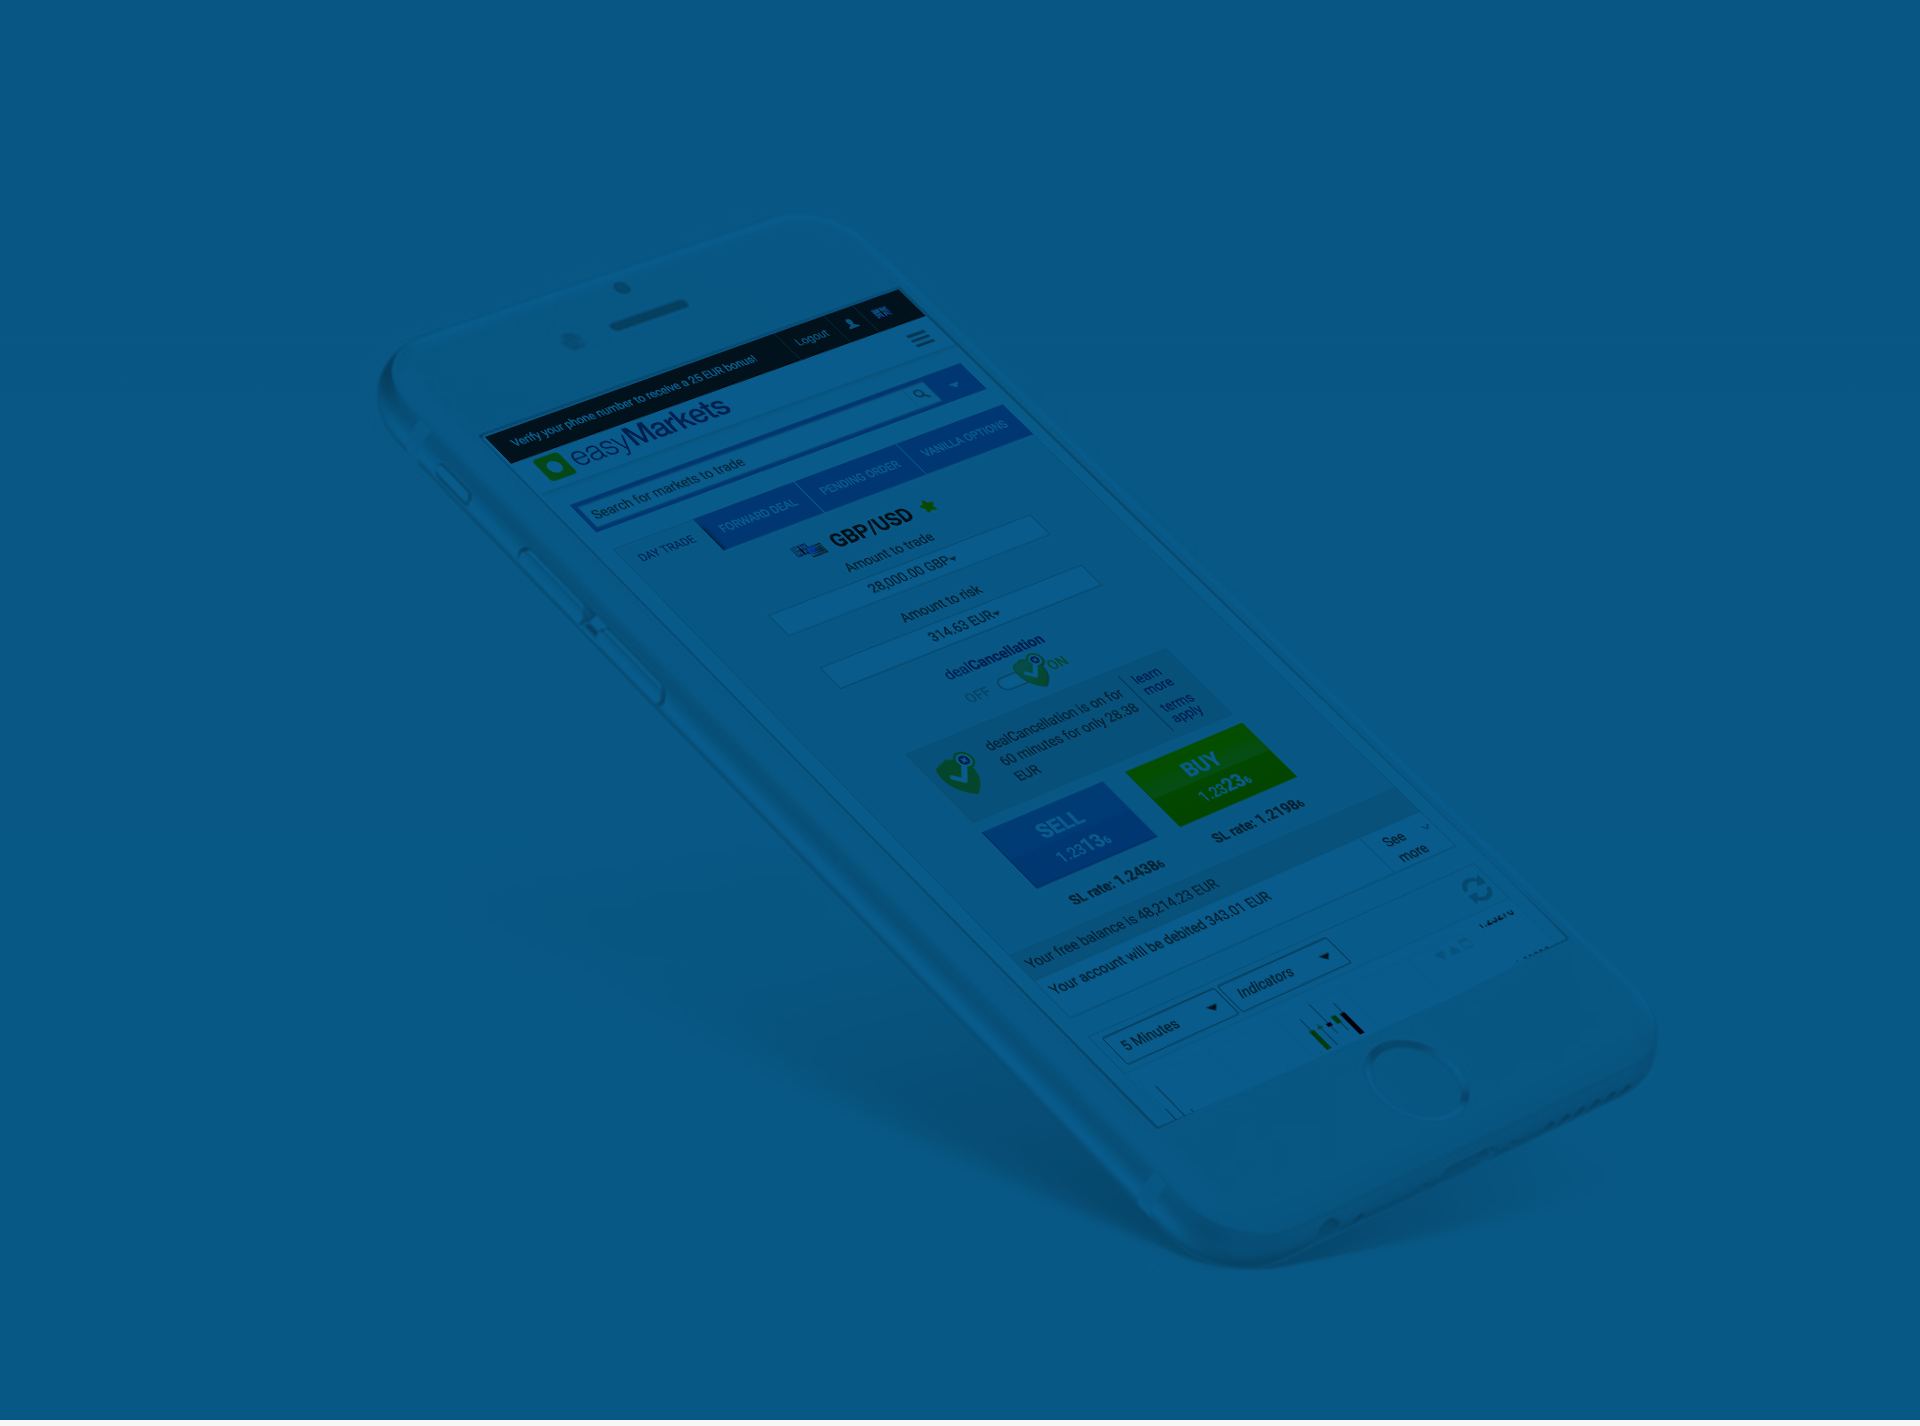 Verify your phone number to receive a 25 EUR bonus!
Logout
easyMarkets
Search for markets to trade
DAY TRADE
FORWARD DEAL
PENDING ORDER
VANILLA OPTIONS
GBP/USD
Amount to trade
28,000.00 GBP
Amount to risk
314.63 EUR
dealCancellation
OFF
ON
dealCancellation is on for
60 minutes for only 28.38
EUR
learn
more
terms
apply
SELL
1.23136
BUY
1.23236
SL rate: 1.24386
SL rate: 1.21986
Your free balance is 48,214.23 EUR
Your account will be debited 343.01 EUR
See
more
5 Minutes
Indicators